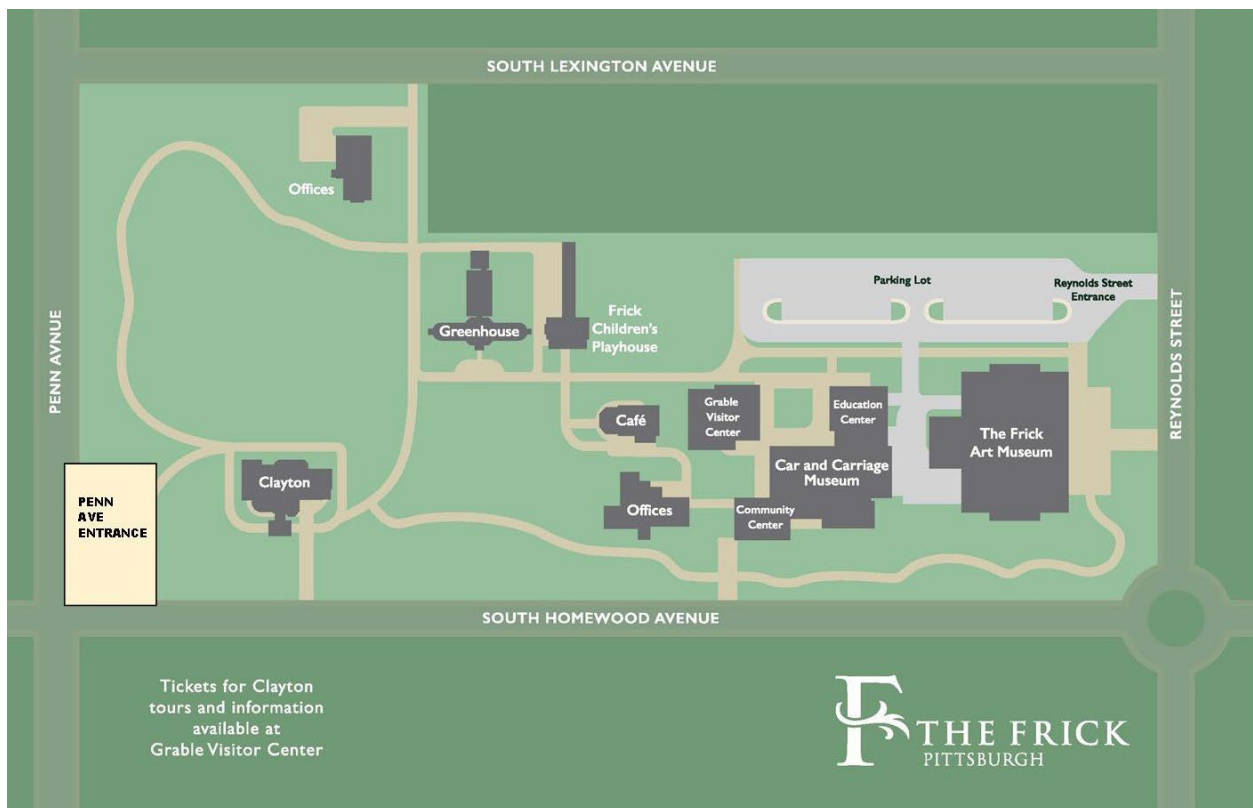 SOUTH LEXINGTON AVENUE
Offices
PENN AVNUE
Greenhouse
Frick
Children's
Playhouse
Parking Lot
Reynolds Street
Entrance
REYNOLDS STREET
Café
Grable
Visitor
Center
Education
Center
The Frick
Art Museum
Car and Carriage
Museum
Clayton
PENN
AVE
ENTRANCE
Offices
Community
Center
SOUTH HOMEWOOD AVENUE
Tickets for Clayton
tours and information
available at
Grable Visitor Center
F
THE FRICK
PITTSBURGH